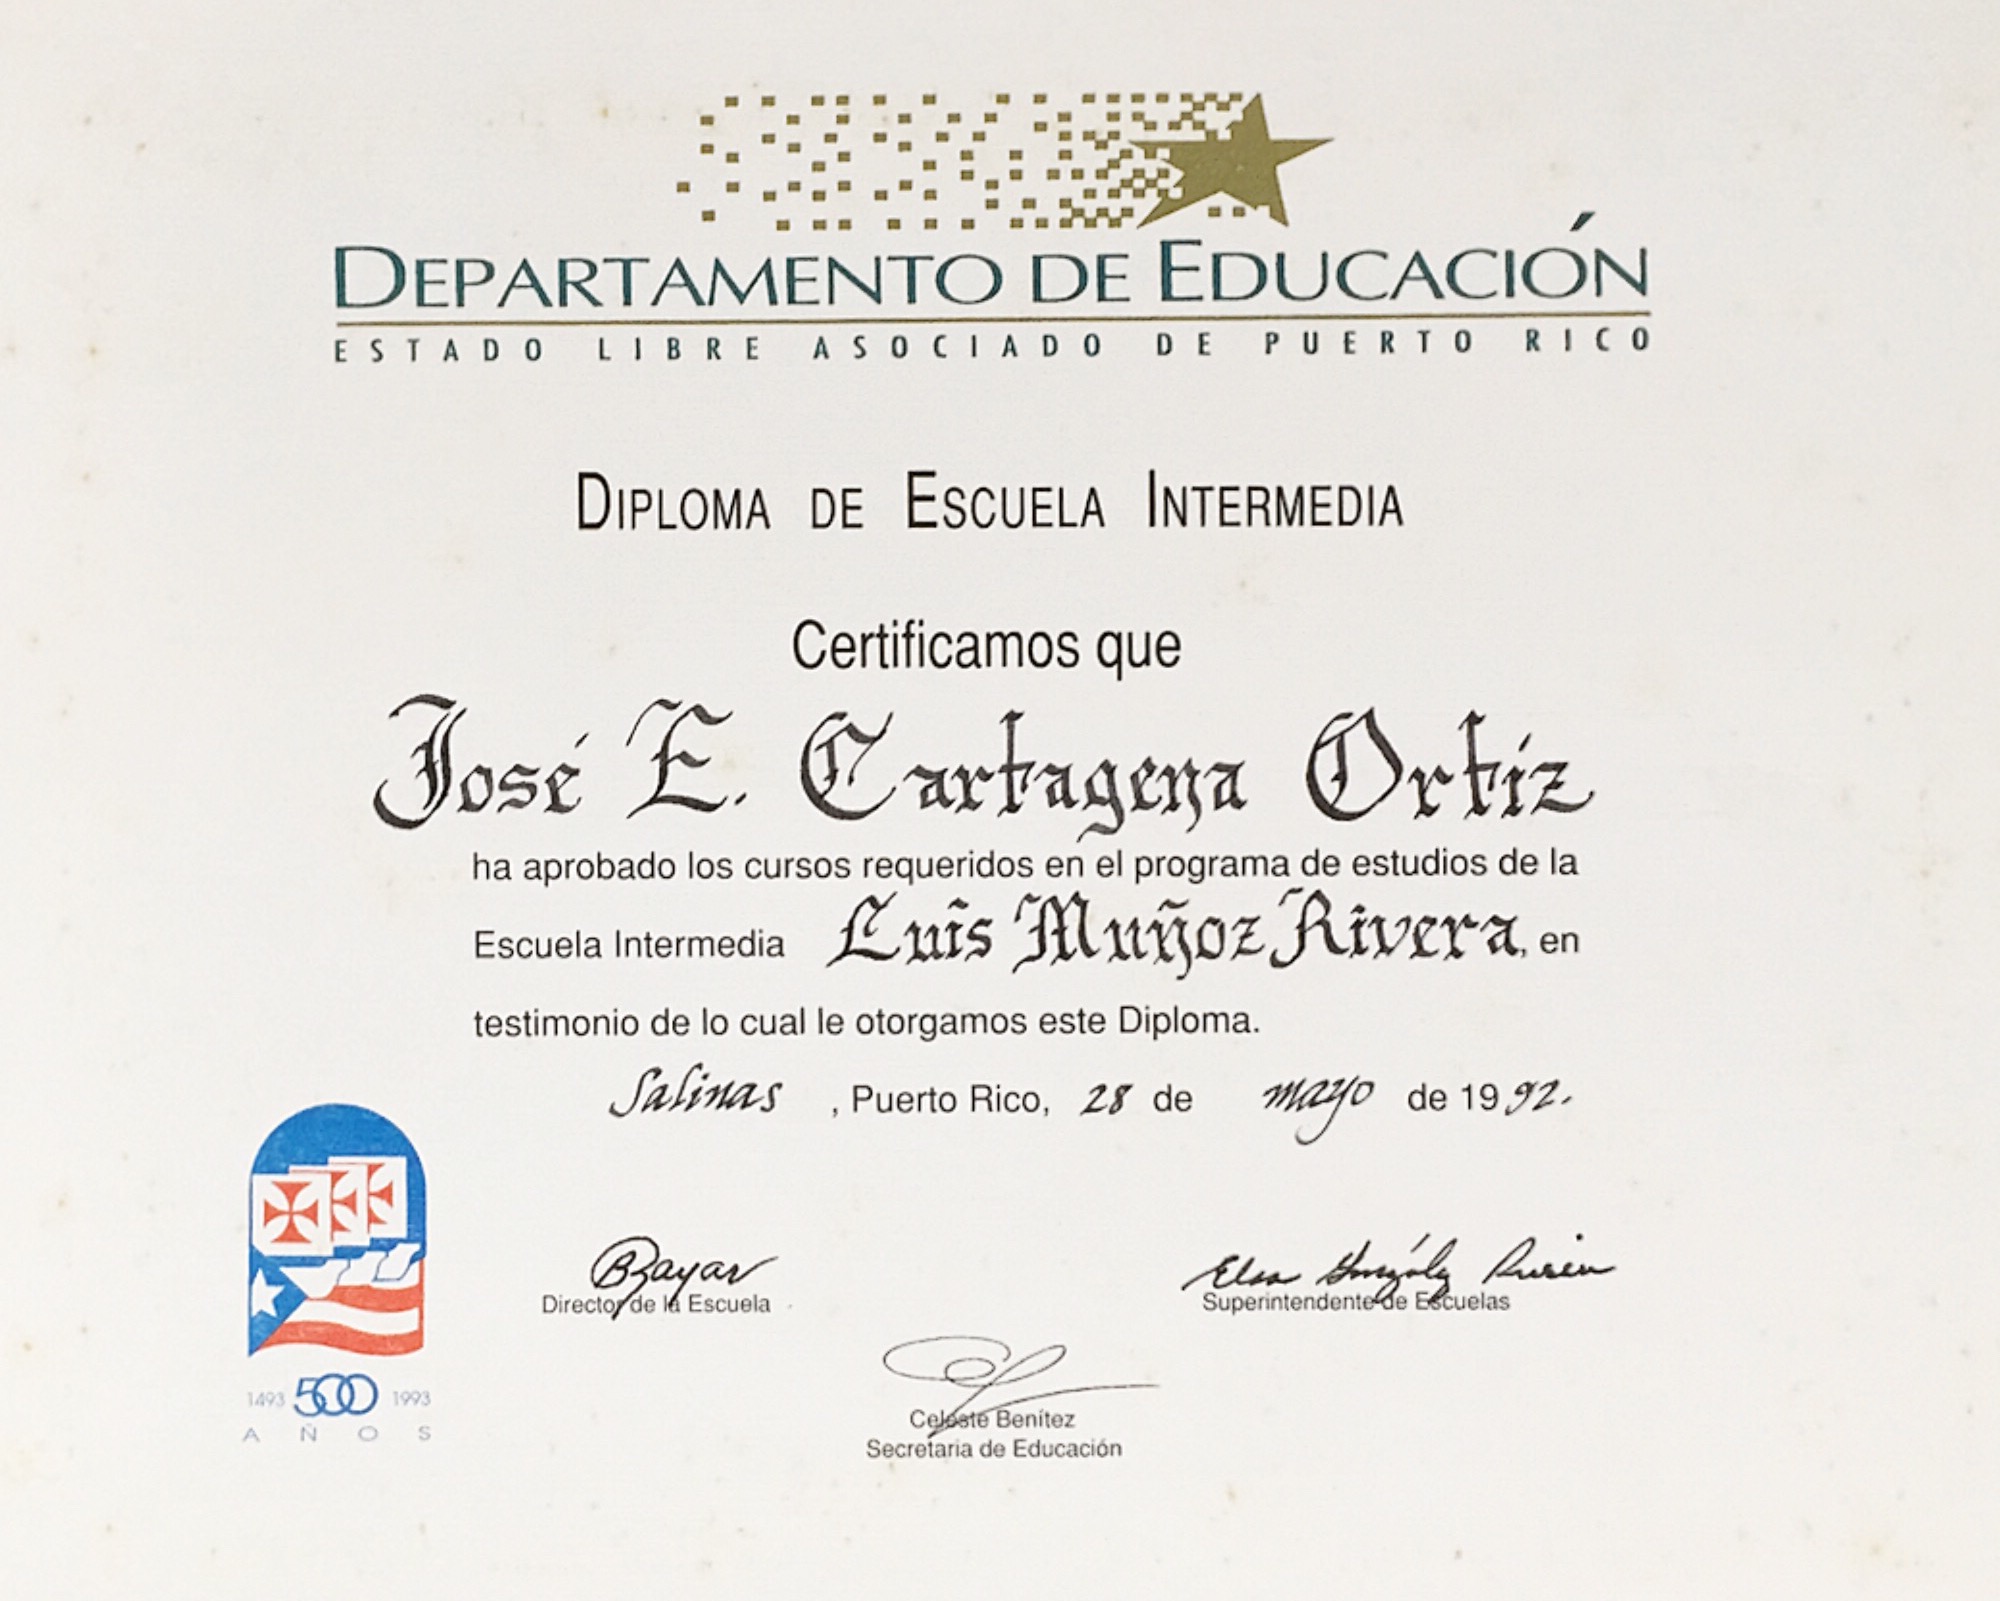 DEPARTAMENTO DE EDUCACIÓN
ESTADO LIBRE ASOCIADO DE PUERTO RICO
DIPLOMA DE ESCUELA INTERMEDIA
Certificamos que
José E. Cartagena Ortíz
ha aprobado los cursos requeridos en el programa de estudios de la
Escuela Intermedia Luis Muñoz Rivera, en
testimonio de lo cual le otorgamos este Diploma.
Salinas, Puerto Rico, 28 de mayo de 1992.
Director de la Escuela
Elsa González
Superintendente de Escuelas
1493 500 1993
AÑOS
Celeste Benítez
Secretaria de Educación